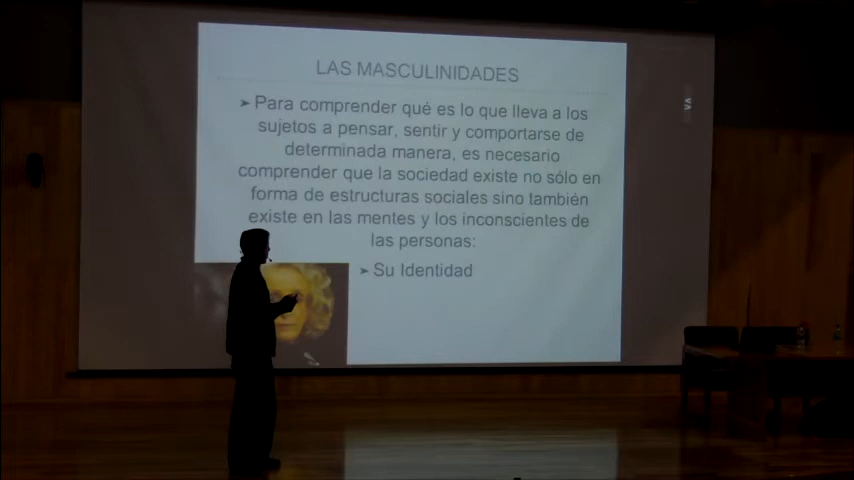 LAS MASCULINIDADES
➤ Para comprender qué es lo que lleva a los
sujetos a pensar, sentir y comportarse de
determinada manera, es necesario
comprender que la sociedad existe no sólo en
forma de estructuras sociales sino también
existe en las mentes y los inconscientes de
las personas:
➤ Su Identidad